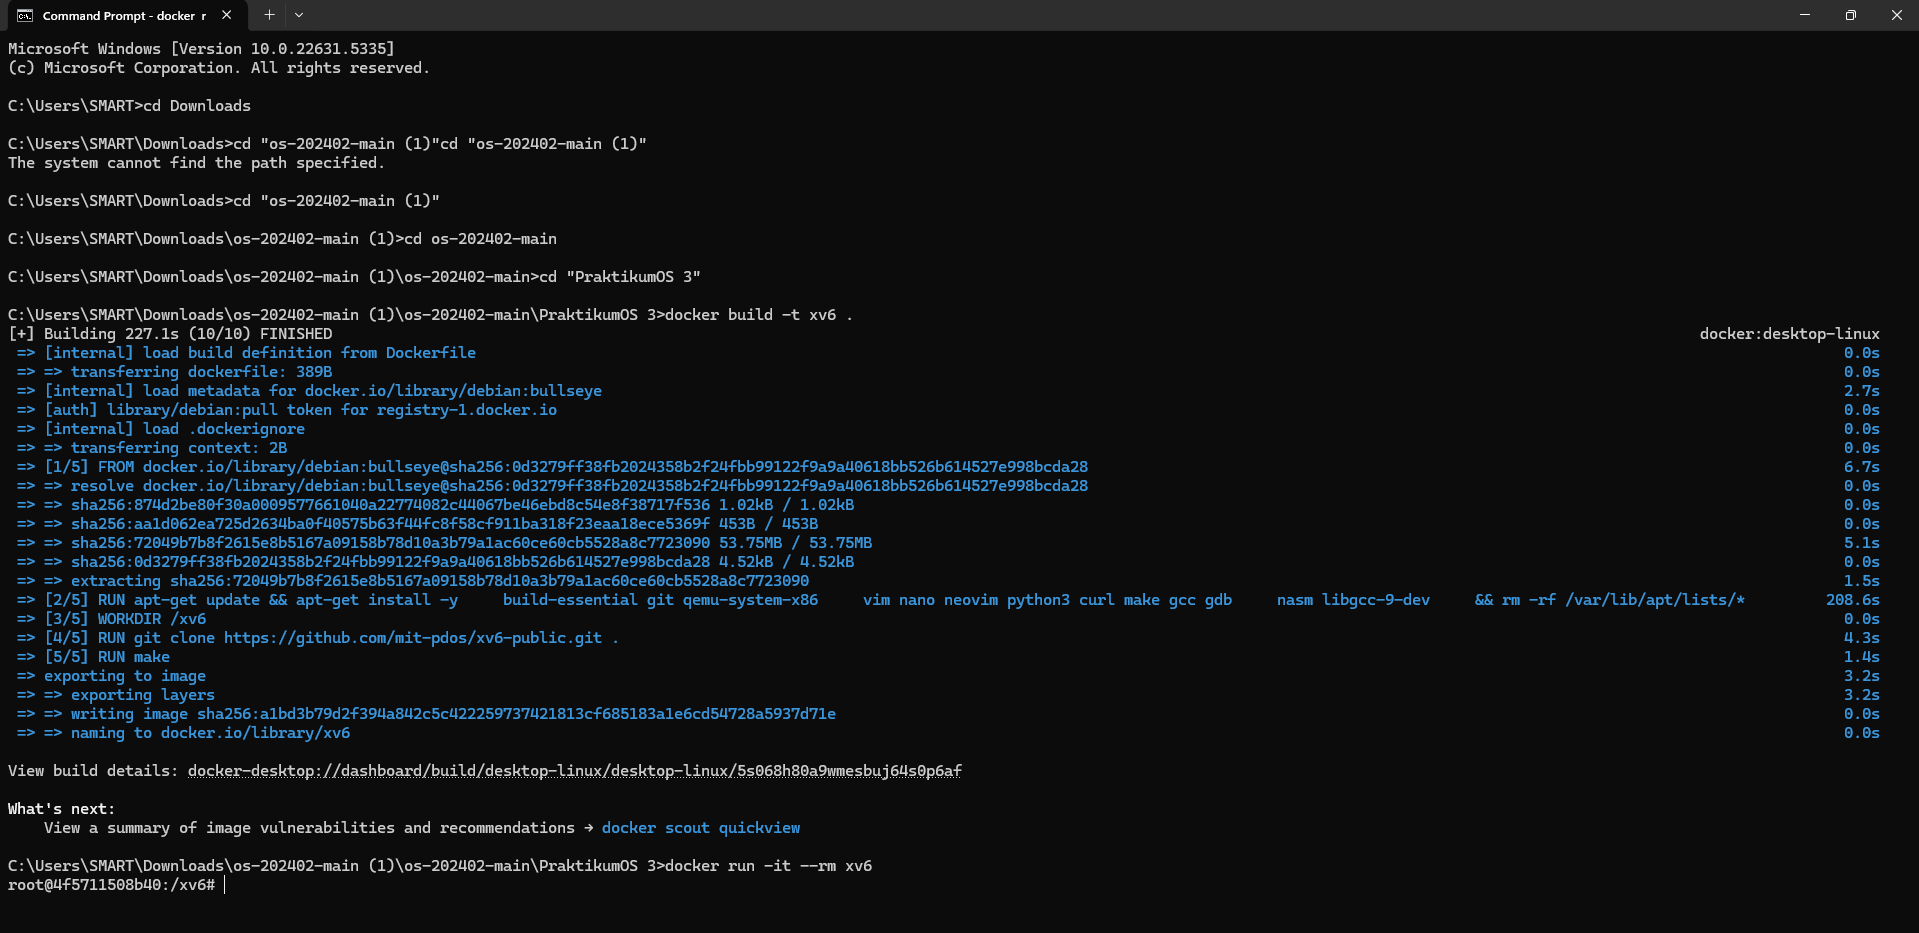 Command Prompt - docker r
Microsoft Windows [Version 10.0.22631.5335]
(c) Microsoft Corporation. All rights reserved.
C:\Users\SMART>cd Downloads
C:\Users\SMART\Downloads>cd "os-202402-main (1)"cd "os-202402-main (1)"
The system cannot find the path specified.
C:\Users\SMART\Downloads>cd "os-202402-main (1)"
C:\Users\SMART\Downloads\os-202402-main (1)>cd os-202402-main
C:\Users\SMART\Downloads\os-202402-main (1)\os-202402-main>cd "PraktikumOS 3"
C:\Users\SMART\Downloads\os-202402-main (1)\os-202402-main\PraktikumOS 3>docker build -t xv6 .
[+] Building 227.1s (10/10) FINISHED docker:desktop-linux
=> [internal] load build definition from Dockerfile 0.0s
=> => transferring dockerfile: 389B 0.0s
=> [internal] load metadata for docker.io/library/debian:bullseye 2.7s
=> [auth] library/debian:pull token for registry-1.docker.io 0.0s
=> [internal] load .dockerignore 0.0s
=> => transferring context: 2B 0.0s
=> [1/5] FROM docker.io/library/debian:bullseye@sha256:0d3279ff38fb2024358b2f24fbb99122f9a9a40618bb526b614527e998bcda28 6.7s
=> => resolve docker.io/library/debian:bullseye@sha256:0d3279ff38fb2024358b2f24fbb99122f9a9a40618bb526b614527e998bcda28 0.0s
=> => sha256:874d2be80f30a0009577661040a22774082c44067be46ebd8c54e8f38717f536 1.02kB / 1.02kB 0.0s
=> => sha256:aa1d062ea725d2634ba0f40575b63f44fc8f58cf911ba318f23eaa18ece5369f 453B / 453B 0.0s
=> => sha256:72049b7b8f2615e8b5167a09158b78d10a3b79a1ac60ce60cb5528a8c7723090 53.75MB / 53.75MB 5.1s
=> => sha256:0d3279ff38fb2024358b2f24fbb99122f9a9a40618bb526b614527e998bcda28 4.52kB / 4.52kB 0.0s
=> => extracting sha256:72049b7b8f2615e8b5167a09158b78d10a3b79a1ac60ce60cb5528a8c7723090 1.5s
=> [2/5] RUN apt-get update && apt-get install -y     build-essential git qemu-system-x86     vim nano neovim python3 curl make gcc gdb     nasm libgcc-9-dev     && rm -rf /var/lib/apt/lists/* 208.6s
=> [3/5] WORKDIR /xv6 0.0s
=> [4/5] RUN git clone https://github.com/mit-pdos/xv6-public.git . 4.3s
=> [5/5] RUN make 1.4s
=> exporting to image 3.2s
=> => exporting layers 3.2s
=> => writing image sha256:a1bd3b79d2f394a842c5c422259737421813cf685183a1e6cd54728a5937d71e 0.0s
=> => naming to docker.io/library/xv6 0.0s
View build details: docker-desktop://dashboard/build/desktop-linux/desktop-linux/5s068h80a9wmesbuj64s0p6af
What's next:
View a summary of image vulnerabilities and recommendations → docker scout quickview
C:\Users\SMART\Downloads\os-202402-main (1)\os-202402-main\PraktikumOS 3>docker run -it --rm xv6
root@4f5711508b40:/xv6#